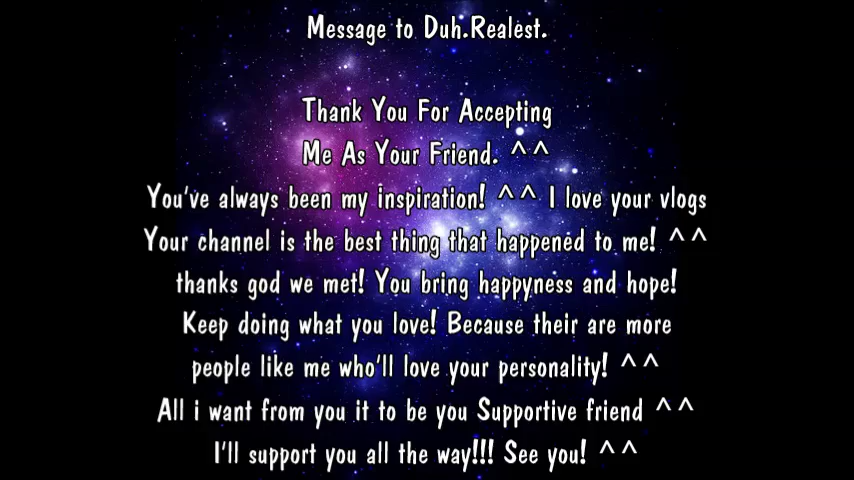 Message to Duh.Realest.
Thank You For Accepting
Me As Your Friend. ^^
You've always been my inspiration! ^^ I love your vlogs
Your channel is the best thing that happened to me! ^^
thanks god we met! You bring happyness and hope!
Keep doing what you love! Because their are more
people like me who'll love your personality! ^^
All i want from you it to be you Supportive friend ^^
I'll support you all the way!!! See you! ^^